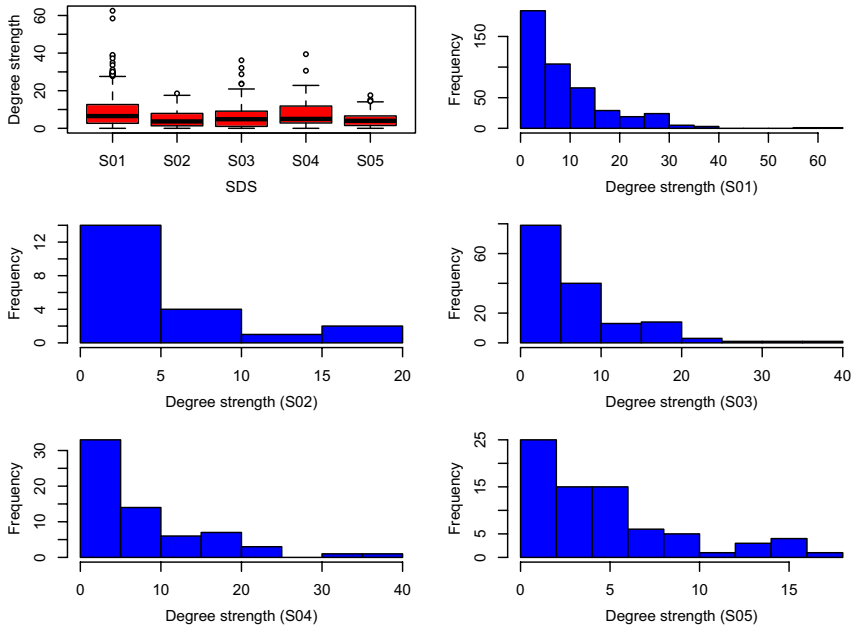 Degree strength
60
40
20
0
S01 S02 S03 S04 S05
SDS
Frequency
150
50
0
0 10 20 30 40 50 60
Degree strength (S01)
Frequency
12
8
4
0
0 5 10 15 20
Degree strength (S02)
Frequency
60
20
0
0 10 20 30 40
Degree strength (S03)
Frequency
30
20
10
0
0 10 20 30 40
Degree strength (S04)
Frequency
25
15
5
0
5 10 15
Degree strength (S05)